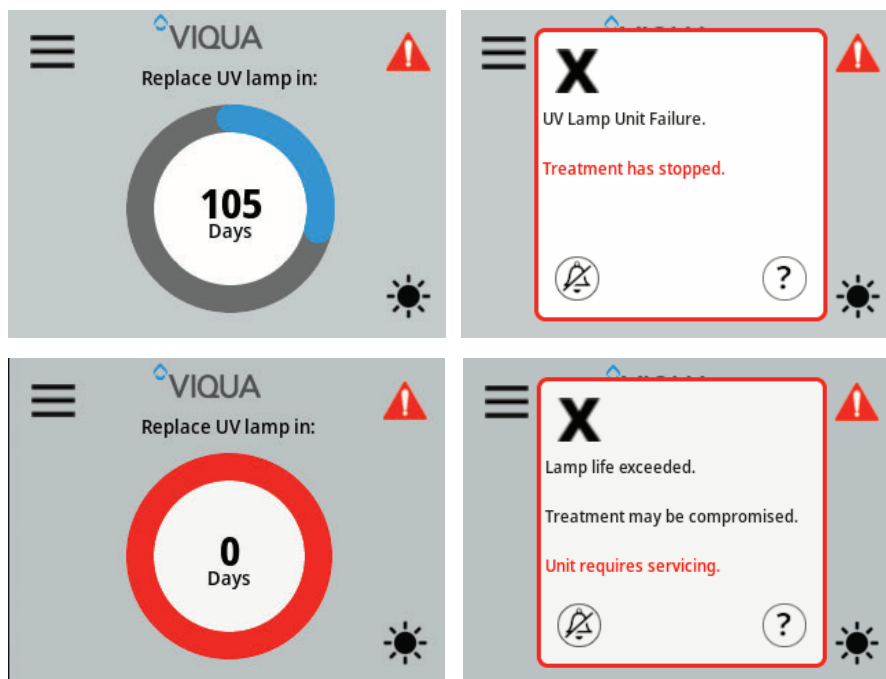 VIQUA
Replace UV lamp in:
105
Days
X
UV Lamp Unit Failure.
Treatment has stopped.
?
VIQUA
Replace UV lamp in:
0
Days
X
Lamp life exceeded.
Treatment may be compromised.
Unit requires servicing.
?